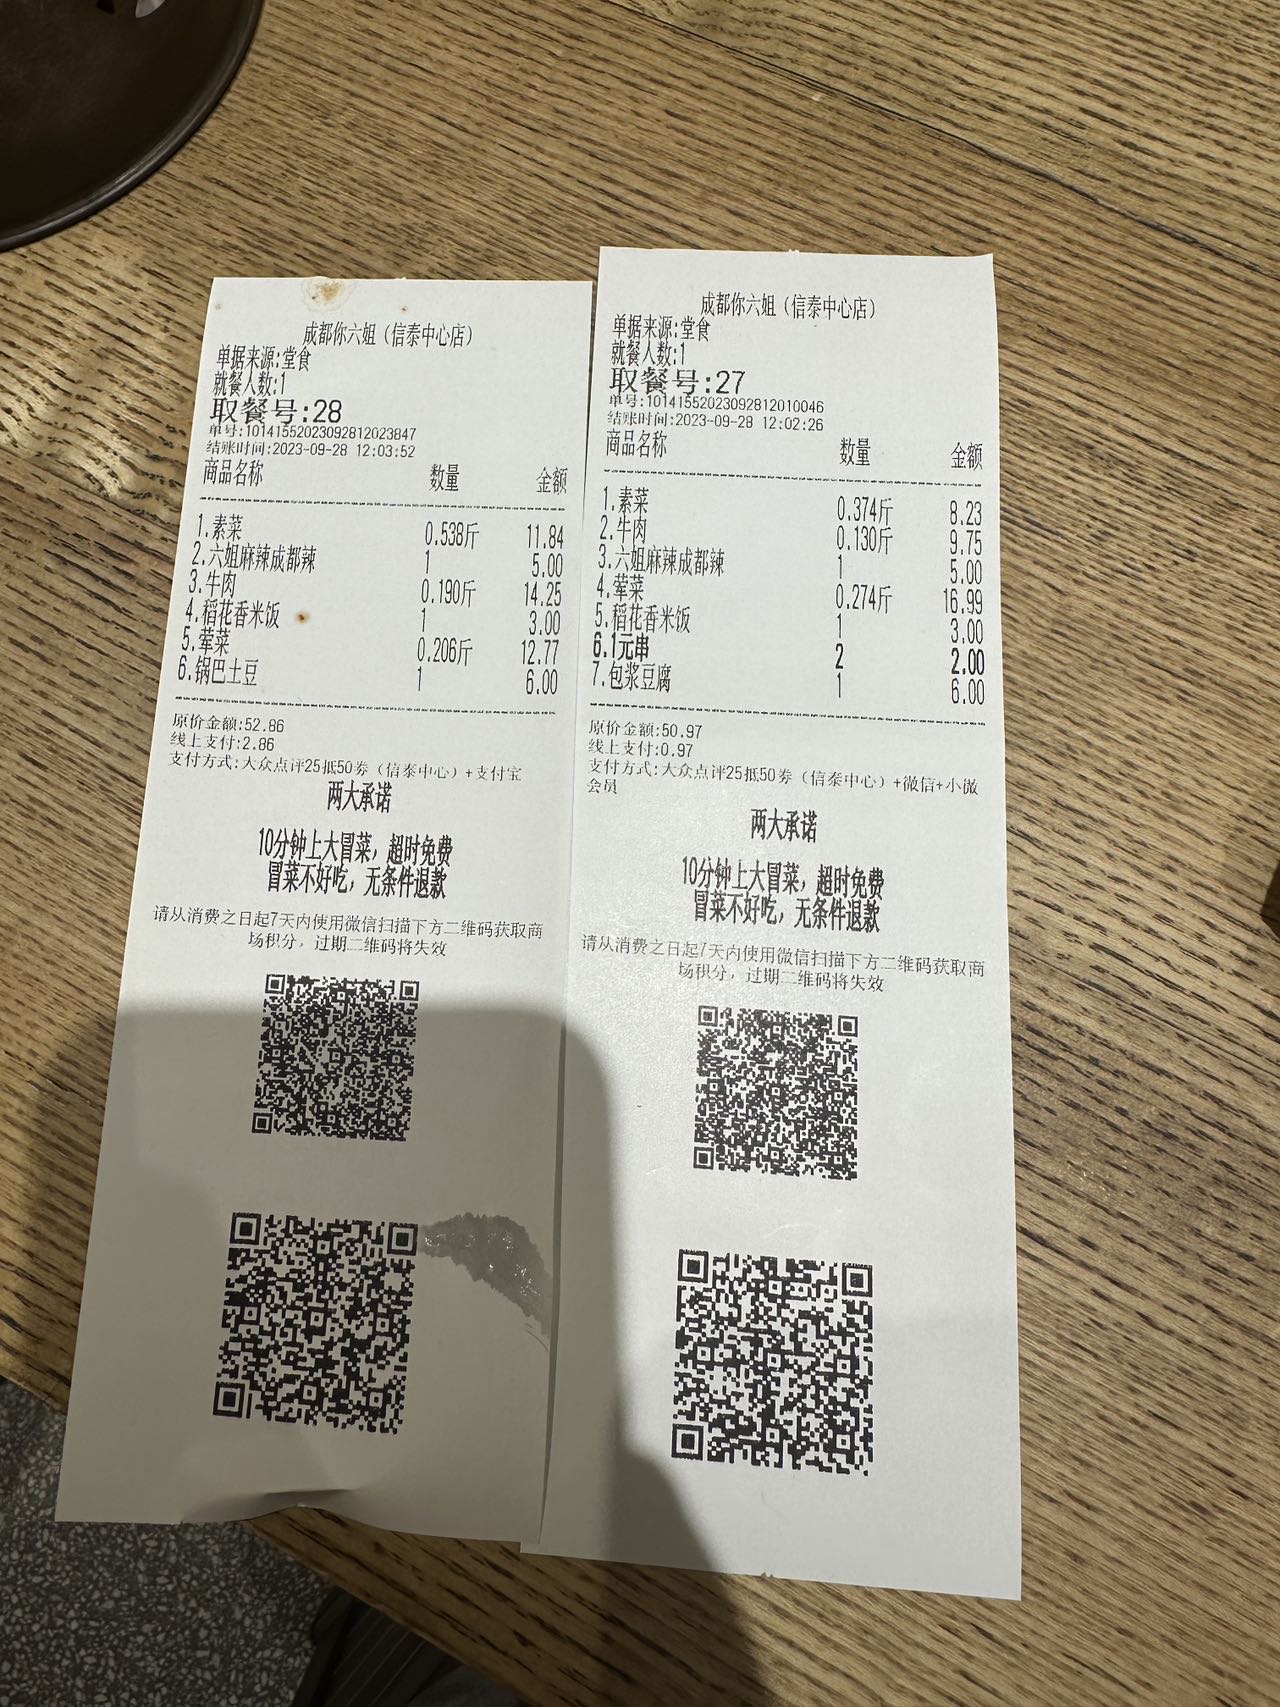 成都你六姐（信泰中心店）
单据来源:堂食
就餐人数:1
取餐号:28
单号:10141552023092812023847
结账时间:2023-09-28 12:03:52
商品名称 数量 金额
1.素菜 0.538斤 11.84
2.六姐麻辣成都辣 1 5.00
3.牛肉 0.190斤 14.25
4.稻花香米饭 1 3.00
5.荤菜 0.206斤 12.77
6.锅巴土豆 1 6.00
原价金额:52.86
线上支付:2.86
支付方式:大众点评25抵50券（信泰中心）+支付宝
两大承诺
10分钟上大冒菜，超时免费
冒菜不好吃，无条件退款
请从消费之日起7天内使用微信扫描下方二维码获取商
场积分，过期二维码将失效
成都你六姐（信泰中心店）
单据来源:堂食
就餐人数:1
取餐号:27
单号:10141552023092812010046
结账时间:2023-09-28 12:02:26
商品名称 数量 金额
1.素菜 0.374斤 8.23
2.牛肉 0.130斤 9.75
3.六姐麻辣成都辣 1 5.00
4.荤菜 0.274斤 16.99
5.稻花香米饭 1 3.00
6.1元串 2 2.00
7.包浆豆腐 1 6.00
原价金额:50.97
线上支付:0.97
支付方式:大众点评25抵50券（信泰中心）+微信+小微
会员
两大承诺
10分钟上大冒菜，超时免费
冒菜不好吃，无条件退款
请从消费之日起7天内使用微信扫描下方二维码获取商
场积分，过期二维码将失效